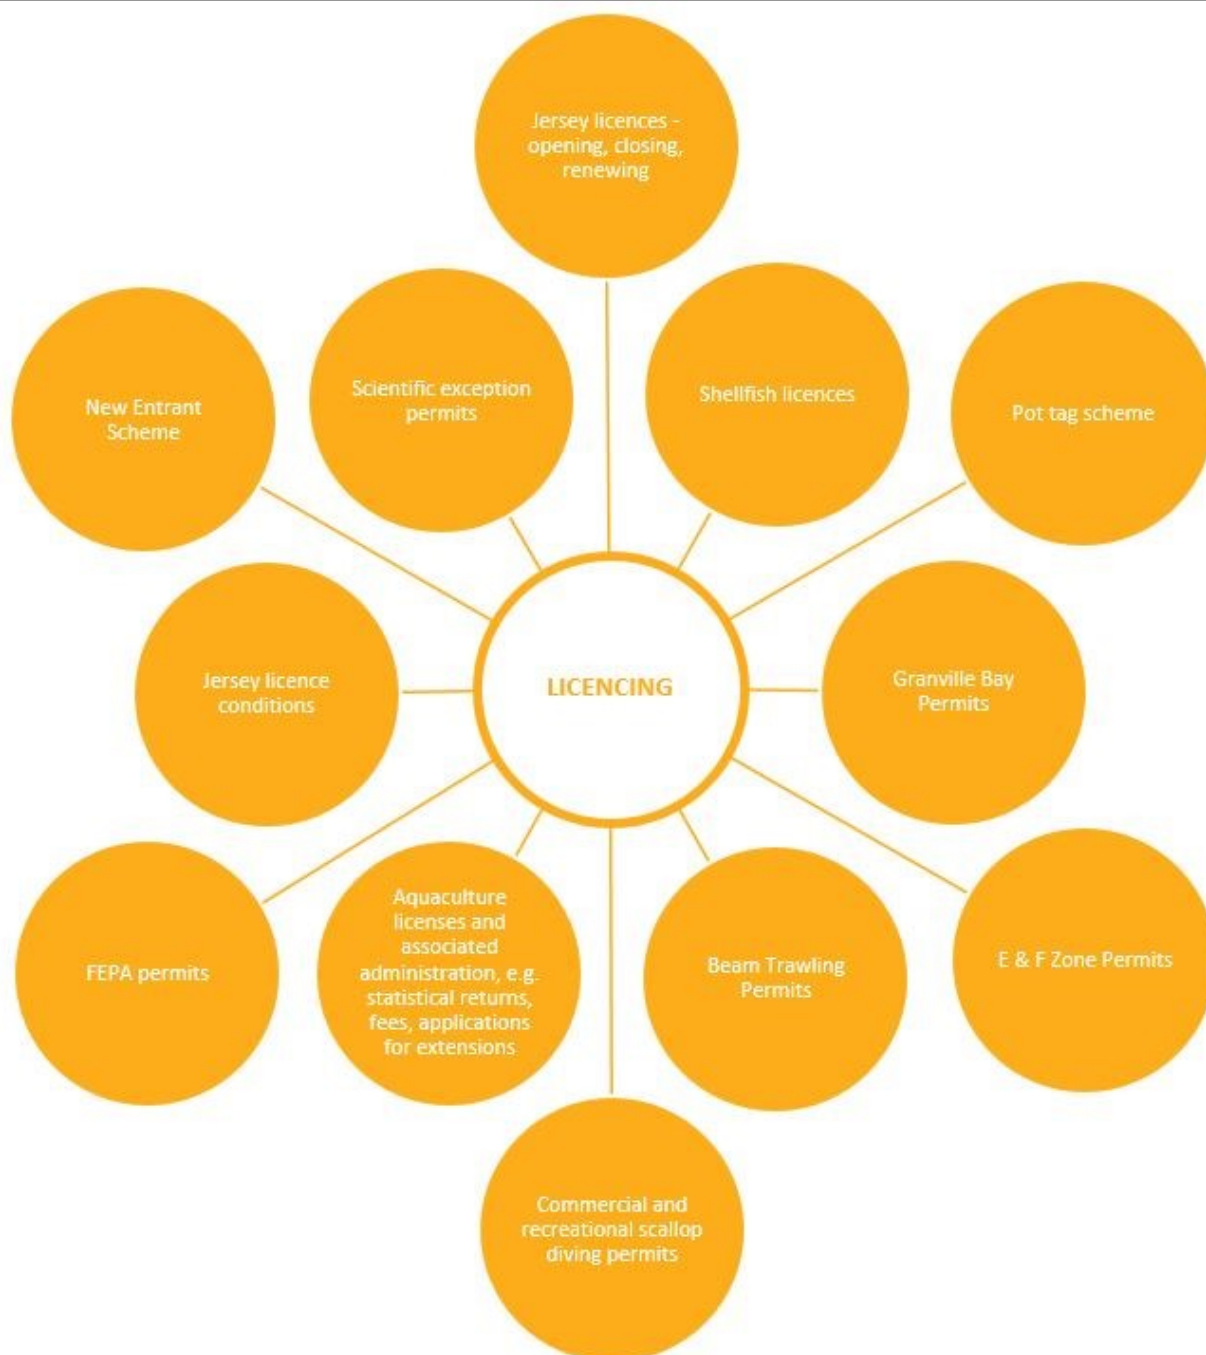 Jersey licences -
opening, closing,
renewing
New Entrant
Scheme
Scientific exception
permits
Shellfish licences
Pot tag scheme
Jersey licence
conditions
LICENCING
Granville Bay
Permits
FEPA permits
Aquaculture
licenses and
associated
administration, e.g.
statistical returns,
fees, applications
for extensions
Beam Trawling
Permits
E & F Zone Permits
Commercial and
recreational scallop
diving permits